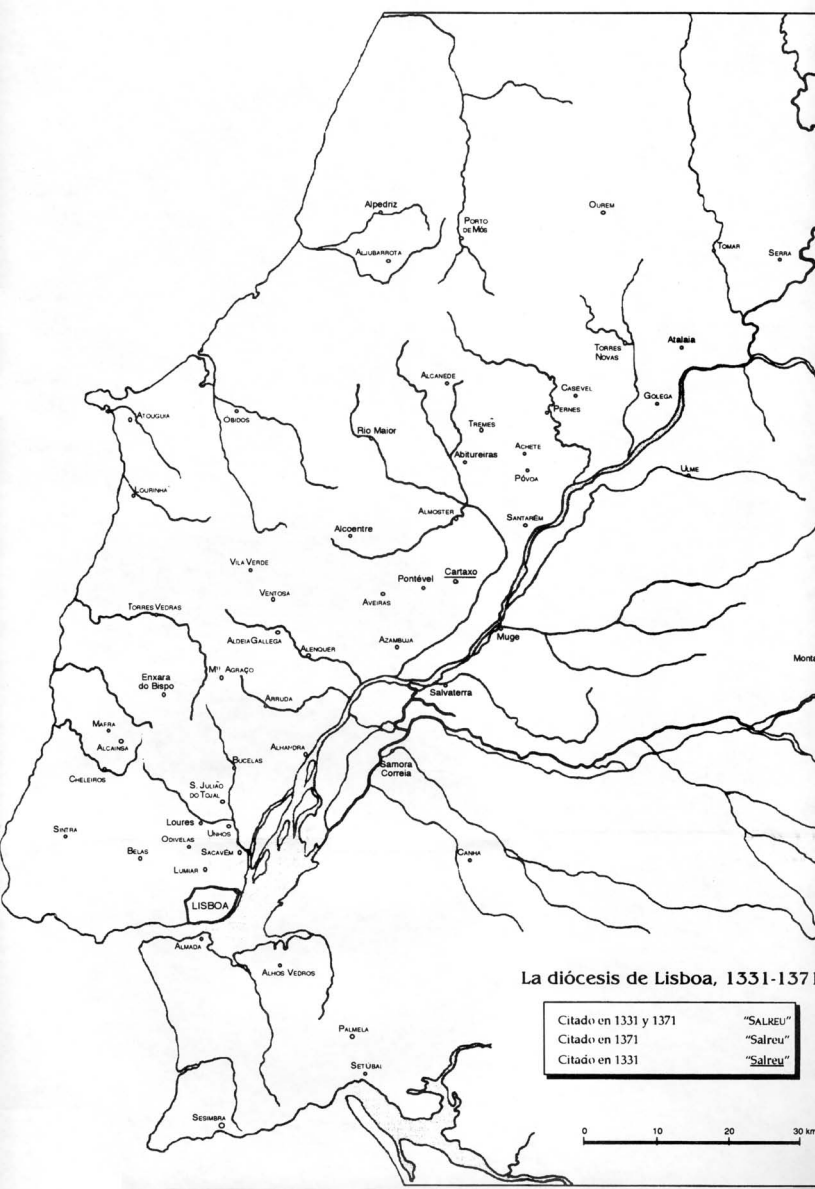 Alpedriz
OUREM
PORTO
DE MÓS
ALJUBARROTA
TOMAR
SERRA
TORRES
NOVAS
Atalaia
ALCANEDE
CASEVEL
GOLEGA
PERNES
ATOUGUIA
OBIDOS
Rio Maior
TREMES
Abitureiras
ACHETE
PÓVOA
ULME
LOURINHA
ALMOSTER
SANTARÉM
Alcoentre
VILA VERDE
Pontével
Cartaxo
VENTOSA
AVEIRAS
TORRES VEDRAS
ALDEIA GALLEGA
ALENQUER
AZAMBUJA
Muge
Enxara
do Bispo
Mᵗᵉ AGRAÇO
ARRUDA
Salvaterra
Monta
MAFRA
ALCAINSA
ALHANDRA
BUCELAS
CHELEIROS
Samora
Correia
S. JULIÃO
DO TOJAL
Loures
UNHOS
SINTRA
ODIVELAS
BELAS
SACAVÉM
CANHA
LUMIAR
LISBOA
ALMADA
ALHOS VEDROS
PALMELA
SETÚBAl
SESIMBRA
La diócesis de Lisboa, 1331-1371
Citado en 1331 y 1371 "SALREU"
Citado en 1371 "Salreu"
Citado en 1331 "Salreu"
0 10 20 30 km